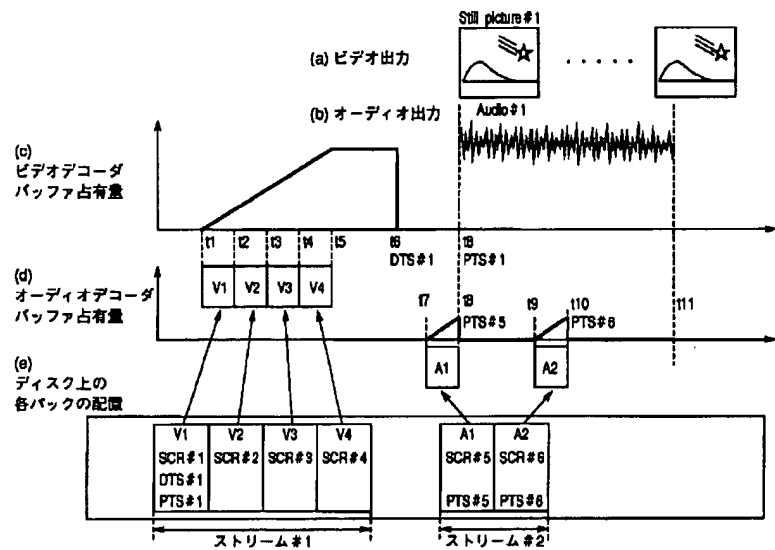 Still picture#1
(a) ビデオ出力
(b) オーディオ出力
Audio#1
(c)
ビデオデコーダ
バッファ占有量
t1 t2 t3 t4 t5 t6 t8
DTS#1 PTS#1
V1 V2 V3 V4
(d)
オーディオデコーダ
バッファ占有量
t7 t8 t9 t10 t11
PTS#5 PTS#6
A1 A2
(e)
ディスク上の
各パックの配置
V1 V2 V3 V4 A1 A2
SCR#1 SCR#2 SCR#3 SCR#4 SCR#5 SCR#6
DTS#1
PTS#1 PTS#5 PTS#6
ストリーム#1 ストリーム#2